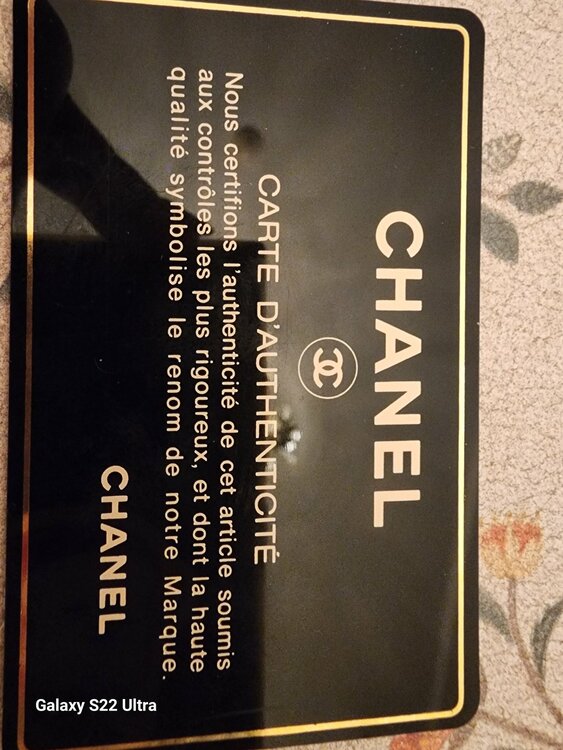 CHANEL
CARTE D'AUTHENTICITÉ
Nous certifions l'authenticité de cet article soumis
aux contrôles les plus rigoureux, et dont la haute
qualité symbolise le renom de notre Marque.
CHANEL
Galaxy S22 Ultra